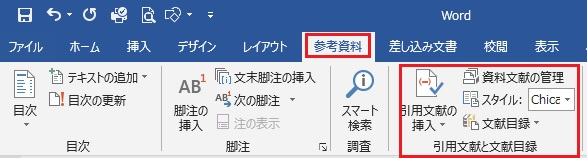 Word
ファイル ホーム 挿入 デザイン レイアウト 参考資料 差し込み文書 校閲 表示
目次
テキストの追加
目次の更新
目次
AB1
脚注の挿入
文末脚注の挿入
AB1 次の脚注
注の表示
脚注
スマート検索
調査
引用文献の挿入
資料文献の管理
スタイル: Chica
文献目録
引用文献と文献目録